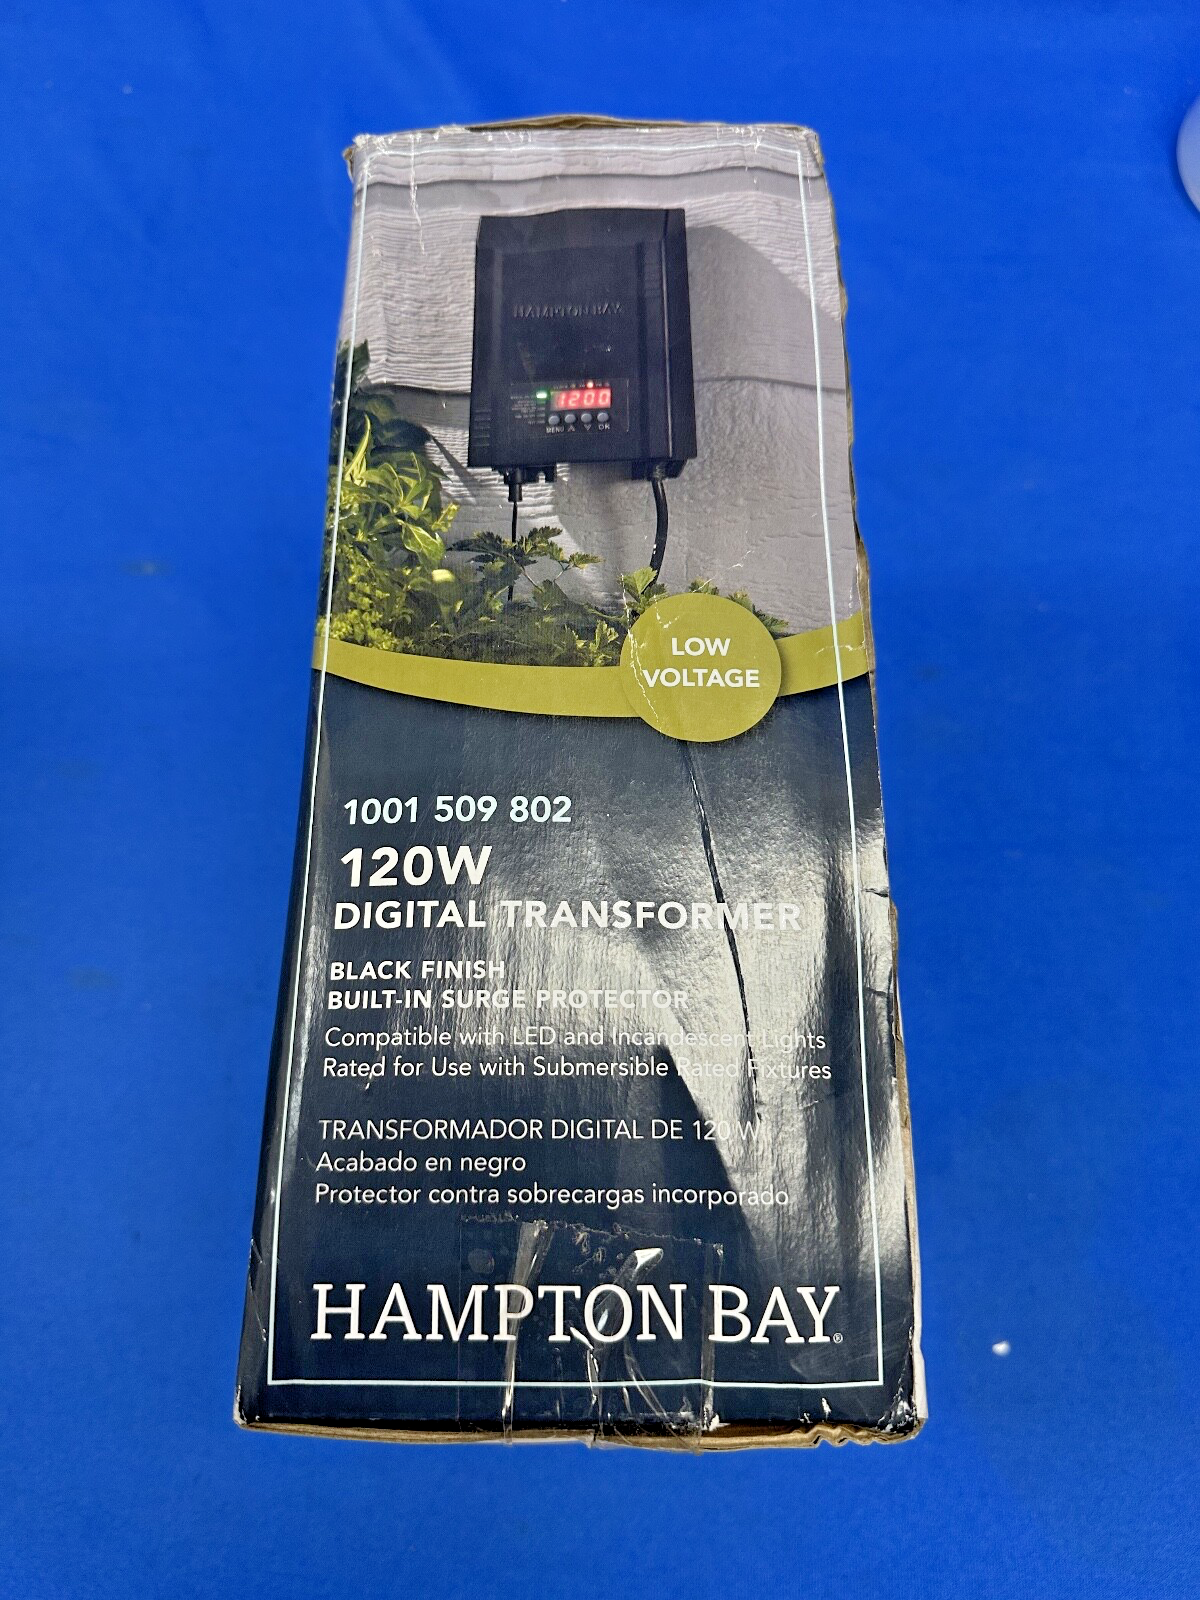 HAMPTON BAY
1200
MENU OK
LOW
VOLTAGE
1001 509 802
120W
DIGITAL TRANSFORMER
BLACK FINISH
BUILT-IN SURGE PROTECTOR
Compatible with LED and Incandescent Lights
Rated for Use with Submersible Rated Fixtures
TRANSFORMADOR DIGITAL DE 120 W
Acabado en negro
Protector contra sobrecargas incorporado
HAMPTON BAY®